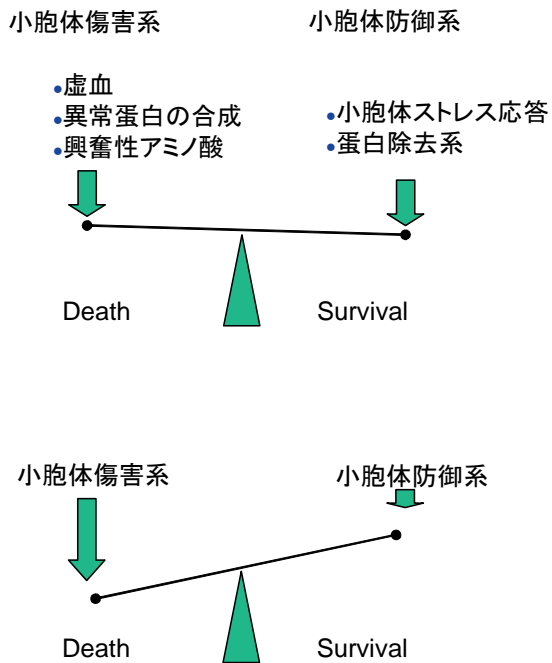 小胞体傷害系
小胞体防御系
•虚血
•異常蛋白の合成
•興奮性アミノ酸
•小胞体ストレス応答
•蛋白除去系
Death
Survival
小胞体傷害系
小胞体防御系
Death
Survival